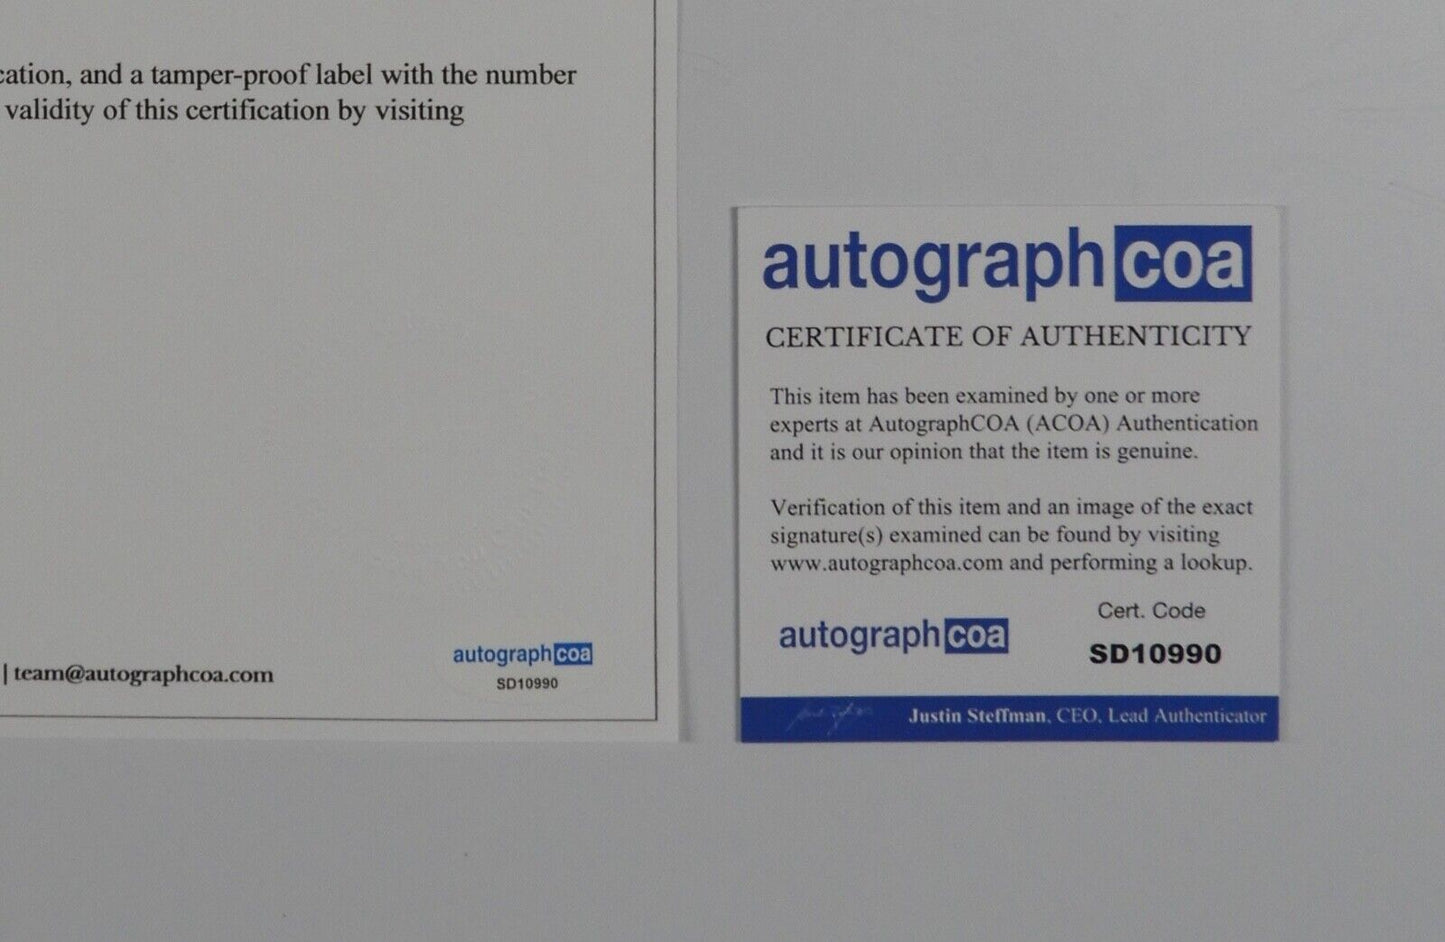 cation, and a tamper-proof label with the number
validity of this certification by visiting
| team@autographcoa.com
autographcoa
SD10990
autographcoa
CERTIFICATE OF AUTHENTICITY
This item has been examined by one or more
experts at AutographCOA (ACOA) Authentication
and it is our opinion that the item is genuine.
Verification of this item and an image of the exact
signature(s) examined can be found by visiting
www.autographcoa.com and performing a lookup.
autographcoa
Cert. Code
SD10990
Justin Steffman, CEO, Lead Authenticator